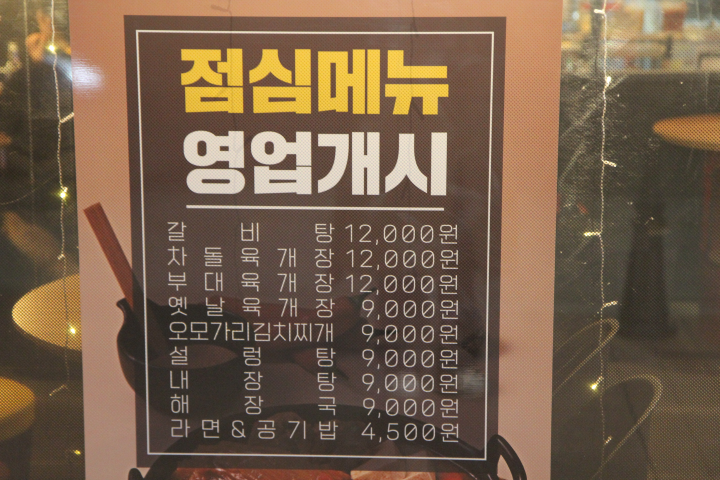 점심메뉴
영업개시
갈비탕 12,000원
차돌육개장 12,000원
부대육개장 12,000원
옛날육개장 9,000원
오모가리김치찌개 9,000원
설렁탕 9,000원
내장탕 9,000원
해장국 9,000원
라면&공기밥 4,500원